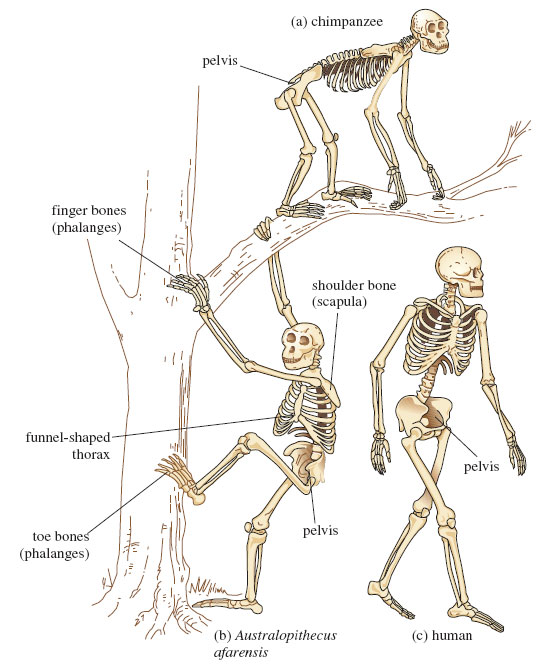 (a) chimpanzee
pelvis
finger bones
(phalanges)
shoulder bone
(scapula)
funnel-shaped
thorax
pelvis
toe bones
(phalanges)
pelvis
(b) Australopithecus
afarensis
(c) human